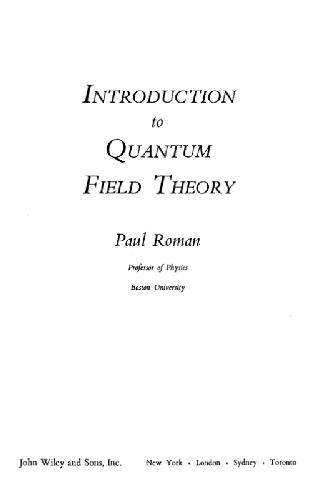 INTRODUCTION
to
QUANTUM
FIELD THEORY
Paul Roman
Professor of Physics
Boston University
John Wiley and Sons, Inc. New York • London • Sydney • Toronto